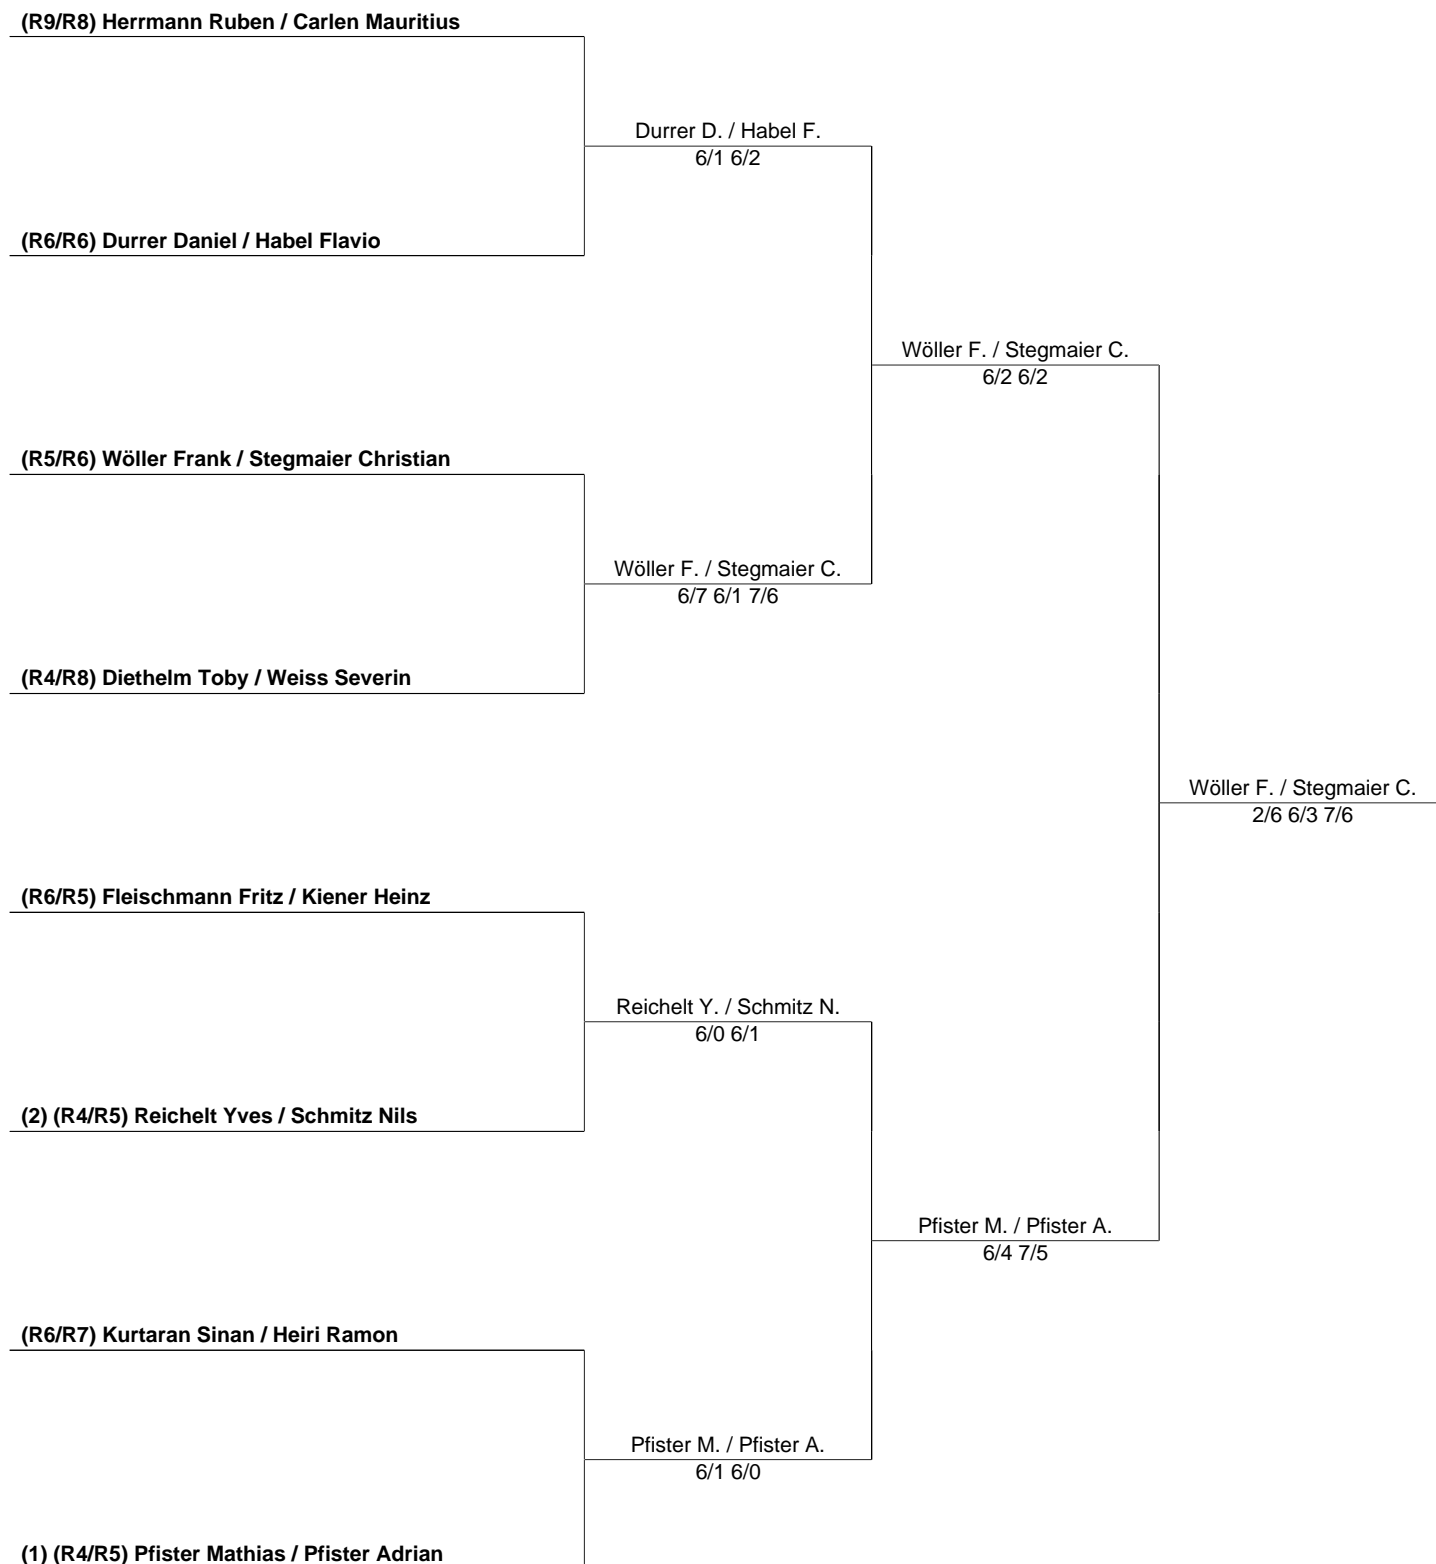 (R9/R8) Herrmann Ruben / Carlen Mauritius
Durrer D. / Habel F.
6/1 6/2
(R6/R6) Durrer Daniel / Habel Flavio
Wöller F. / Stegmaier C.
6/2 6/2
(R5/R6) Wöller Frank / Stegmaier Christian
Wöller F. / Stegmaier C.
6/7 6/1 7/6
(R4/R8) Diethelm Toby / Weiss Severin
Wöller F. / Stegmaier C.
2/6 6/3 7/6
(R6/R5) Fleischmann Fritz / Kiener Heinz
Reichelt Y. / Schmitz N.
6/0 6/1
(2) (R4/R5) Reichelt Yves / Schmitz Nils
Pfister M. / Pfister A.
6/4 7/5
(R6/R7) Kurtaran Sinan / Heiri Ramon
Pfister M. / Pfister A.
6/1 6/0
(1) (R4/R5) Pfister Mathias / Pfister Adrian